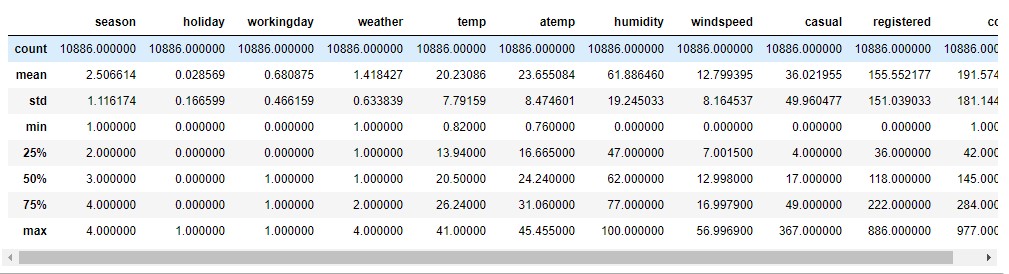 season holiday workingday weather temp atemp humidity windspeed casual registered co
count 10886.000000 10886.000000 10886.000000 10886.000000 10886.00000 10886.000000 10886.000000 10886.000000 10886.000000 10886.000000 10886.000
mean 2.506614 0.028569 0.680875 1.418427 20.23086 23.655084 61.886460 12.799395 36.021955 155.552177 191.574
std 1.116174 0.166599 0.466159 0.633839 7.79159 8.474601 19.245033 8.164537 49.960477 151.039033 181.144
min 1.000000 0.000000 0.000000 1.000000 0.82000 0.760000 0.000000 0.000000 0.000000 0.000000 1.000
25% 2.000000 0.000000 0.000000 1.000000 13.94000 16.665000 47.000000 7.001500 4.000000 36.000000 42.000
50% 3.000000 0.000000 1.000000 1.000000 20.50000 24.240000 62.000000 12.998000 17.000000 118.000000 145.000
75% 4.000000 0.000000 1.000000 2.000000 26.24000 31.060000 77.000000 16.997900 49.000000 222.000000 284.000
max 4.000000 1.000000 1.000000 4.000000 41.00000 45.455000 100.000000 56.996900 367.000000 886.000000 977.000